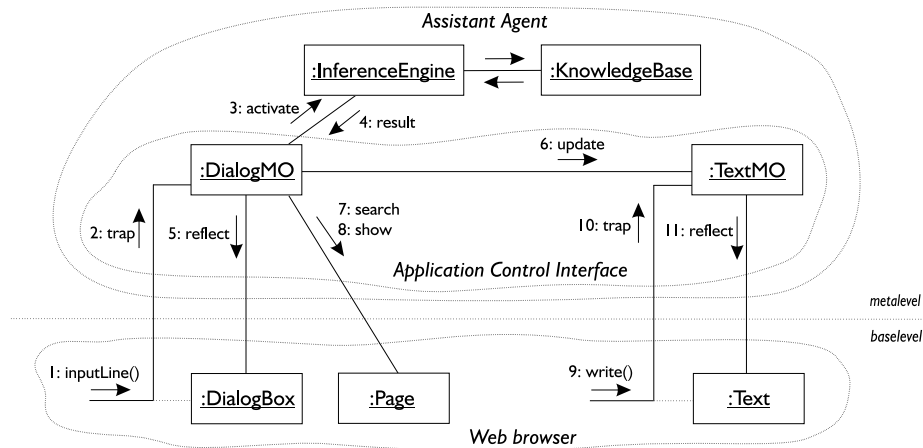 Assistant Agent
:InferenceEngine
:KnowledgeBase
3: activate
4: result
6: update
:DialogMO
:TextMO
7: search
8: show
2: trap
5: reflect
10: trap
11: reflect
Application Control Interface
metalevel
baselevel
1: inputLine()
9: write()
:DialogBox
:Page
:Text
Web browser